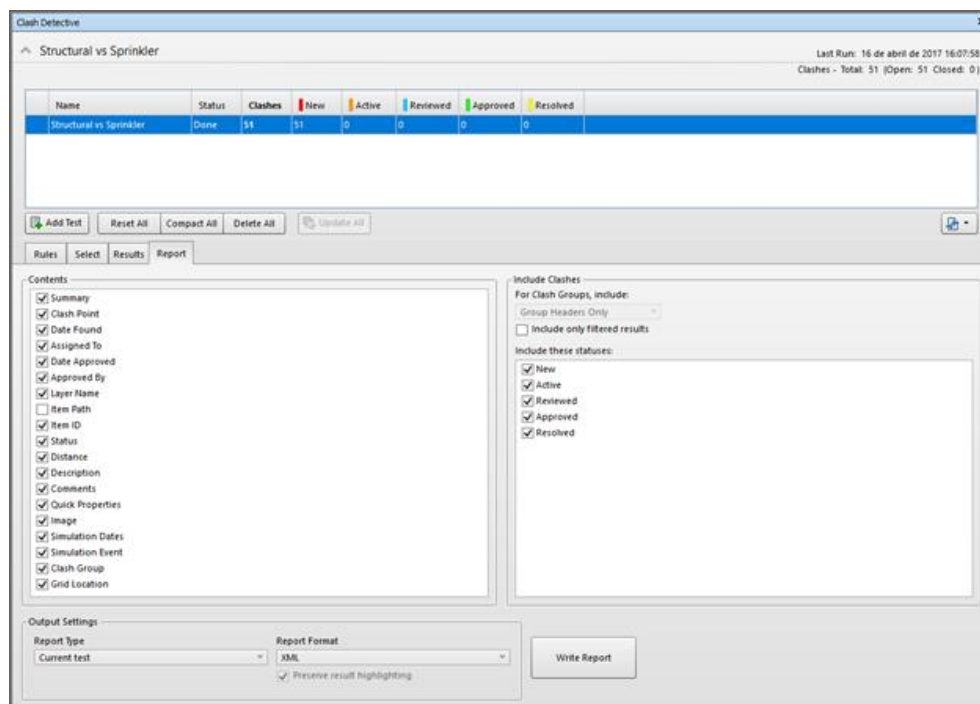 Clash Detective
Structural vs Sprinkler
Last Run: 16 de abril de 2017 16:07:58
Clashes - Total: 51 (Open: 51 Closed: 0)
Name Status Clashes New Active Reviewed Approved Resolved
Structural vs Sprinkler Done 51 51 0 0 0 0
Add Test Reset All Compact All Delete All Update All
Rules Select Results Report
Contents
Summary
Clash Point
Date Found
Assigned To
Date Approved
Approved By
Layer Name
Item Path
Item ID
Status
Distance
Description
Comments
Quick Properties
Image
Simulation Dates
Simulation Event
Clash Group
Grid Location
Include Clashes
For Clash Groups, include:
Group Headers Only
Include only filtered results
Include these statuses:
New
Active
Reviewed
Approved
Resolved
Output Settings
Report Type Report Format
Current test XML
Preserve result highlighting
Write Report